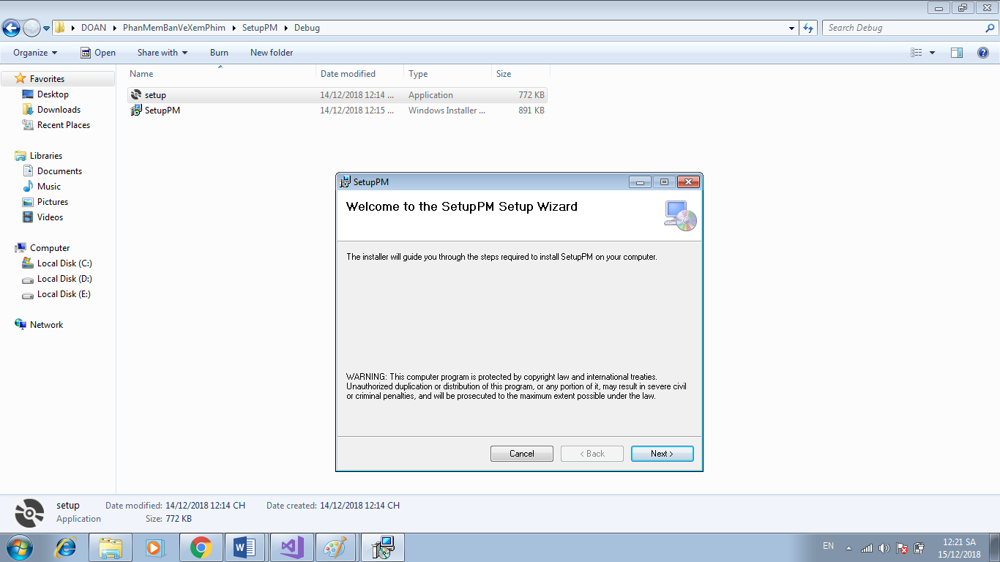 DOAN PhanMemBanVeXemPhim SetupPM Debug
Search Debug
Organize Open Share with Burn New folder
Name Date modified Type Size
Favorites
Desktop
Downloads
Recent Places
Libraries
Documents
Music
Pictures
Videos
Computer
Local Disk (C:)
Local Disk (D:)
Local Disk (E:)
Network
setup 14/12/2018 12:14 ... Application 772 KB
SetupPM 14/12/2018 12:15 ... Windows Installer ... 891 KB
SetupPM
Welcome to the SetupPM Setup Wizard
The installer will guide you through the steps required to install SetupPM on your computer.
WARNING: This computer program is protected by copyright law and international treaties.
Unauthorized duplication or distribution of this program, or any portion of it, may result in severe civil
or criminal penalties, and will be prosecuted to the maximum extent possible under the law.
Cancel < Back Next >
setup Date modified: 14/12/2018 12:14 CH Date created: 14/12/2018 12:14 CH
Application Size: 772 KB
EN
12:21 SA
15/12/2018